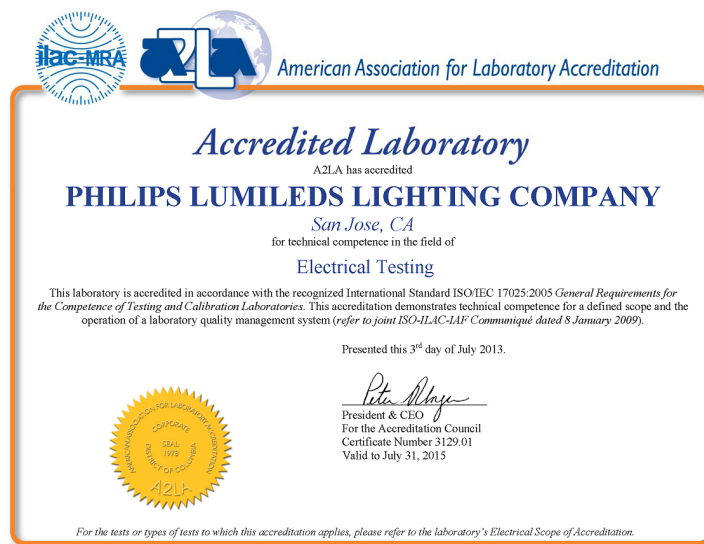 ilac-MRA
A2LA
American Association for Laboratory Accreditation
Accredited Laboratory
A2LA has accredited
PHILIPS LUMILEDS LIGHTING COMPANY
San Jose, CA
for technical competence in the field of
Electrical Testing
This laboratory is accredited in accordance with the recognized International Standard ISO/IEC 17025:2005 General Requirements for
the Competence of Testing and Calibration Laboratories. This accreditation demonstrates technical competence for a defined scope and the
operation of a laboratory quality management system (refer to joint ISO-ILAC-IAF Communiqué dated 8 January 2009).
Presented this 3rd day of July 2013.
President & CEO
For the Accreditation Council
Certificate Number 3129.01
Valid to July 31, 2015
AMERICAN ASSOCIATION FOR LABORATORY ACCREDITATION
CORPORATE
SEAL
1978
DISTRICT OF COLUMBIA
A2LA
For the tests or types of tests to which this accreditation applies, please refer to the laboratory's Electrical Scope of Accreditation.